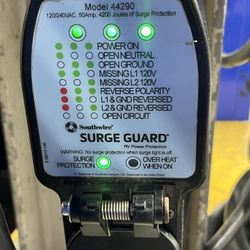 Model 44290
120/240VAC, 50Amp, 4200 Joules of Surge Protection
POWER ON
OPEN NEUTRAL
OPEN GROUND
MISSING L1 120V
MISSING L2 120V
REVERSE POLARITY
L1 & GND REVERSED
L2 & GND REVERSED
OPEN CIRCUIT
Southwire®
SURGE GUARD®
RV Power Protection
WARNING: No surge protection when surge light is off.
SURGE PROTECTION
OVER HEAT WHEN ON